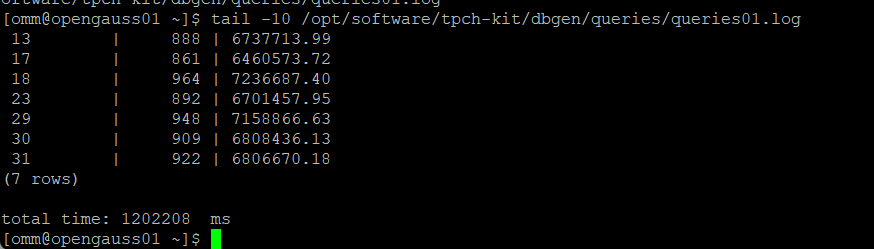 [omm@opengauss01 ~]$ tail -10 /opt/software/tpch-kit/dbgen/queries/queries01.log
13 | 888 | 6737713.99
17 | 861 | 6460573.72
18 | 964 | 7236687.40
23 | 892 | 6701457.95
29 | 948 | 7158866.63
30 | 909 | 6808436.13
31 | 922 | 6806670.18
(7 rows)
total time: 1202208  ms
[omm@opengauss01 ~]$